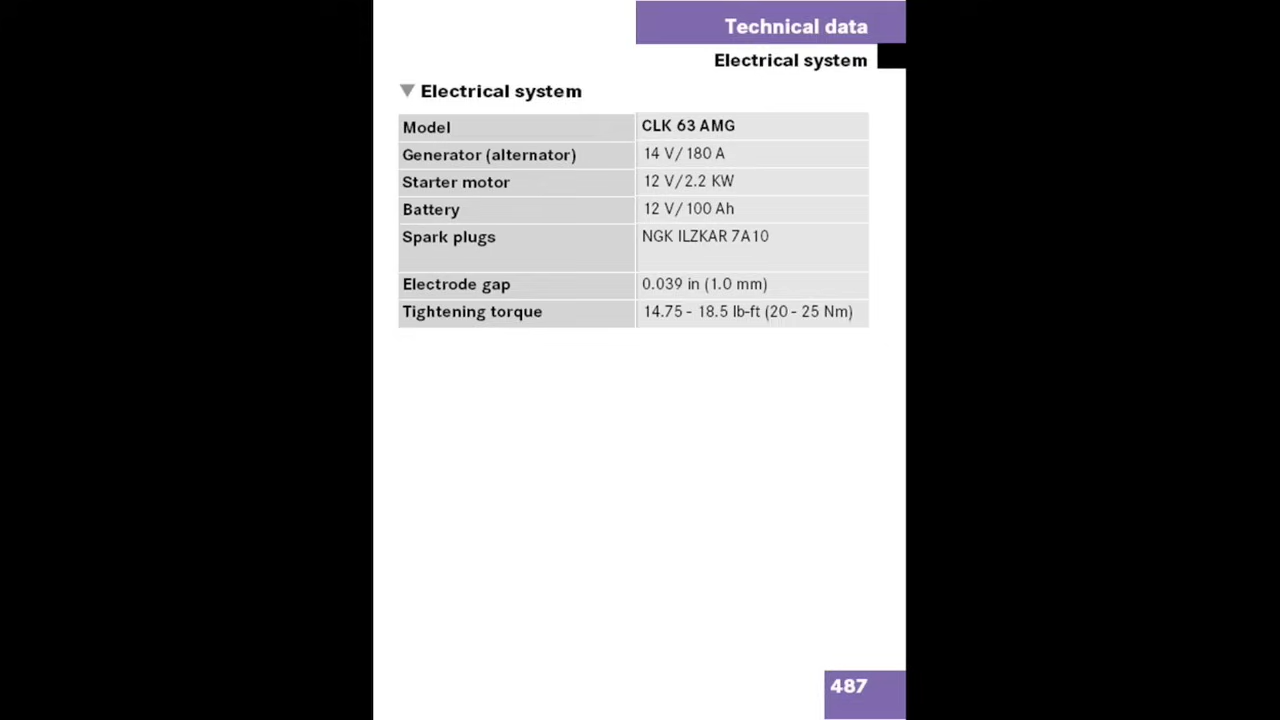 Technical data
Electrical system
▼ Electrical system
Model CLK 63 AMG
Generator (alternator) 14 V/ 180 A
Starter motor 12 V/2.2 KW
Battery 12 V/ 100 Ah
Spark plugs NGK ILZKAR 7A10
Electrode gap 0.039 in (1.0 mm)
Tightening torque 14.75 - 18.5 lb-ft (20 - 25 Nm)
487